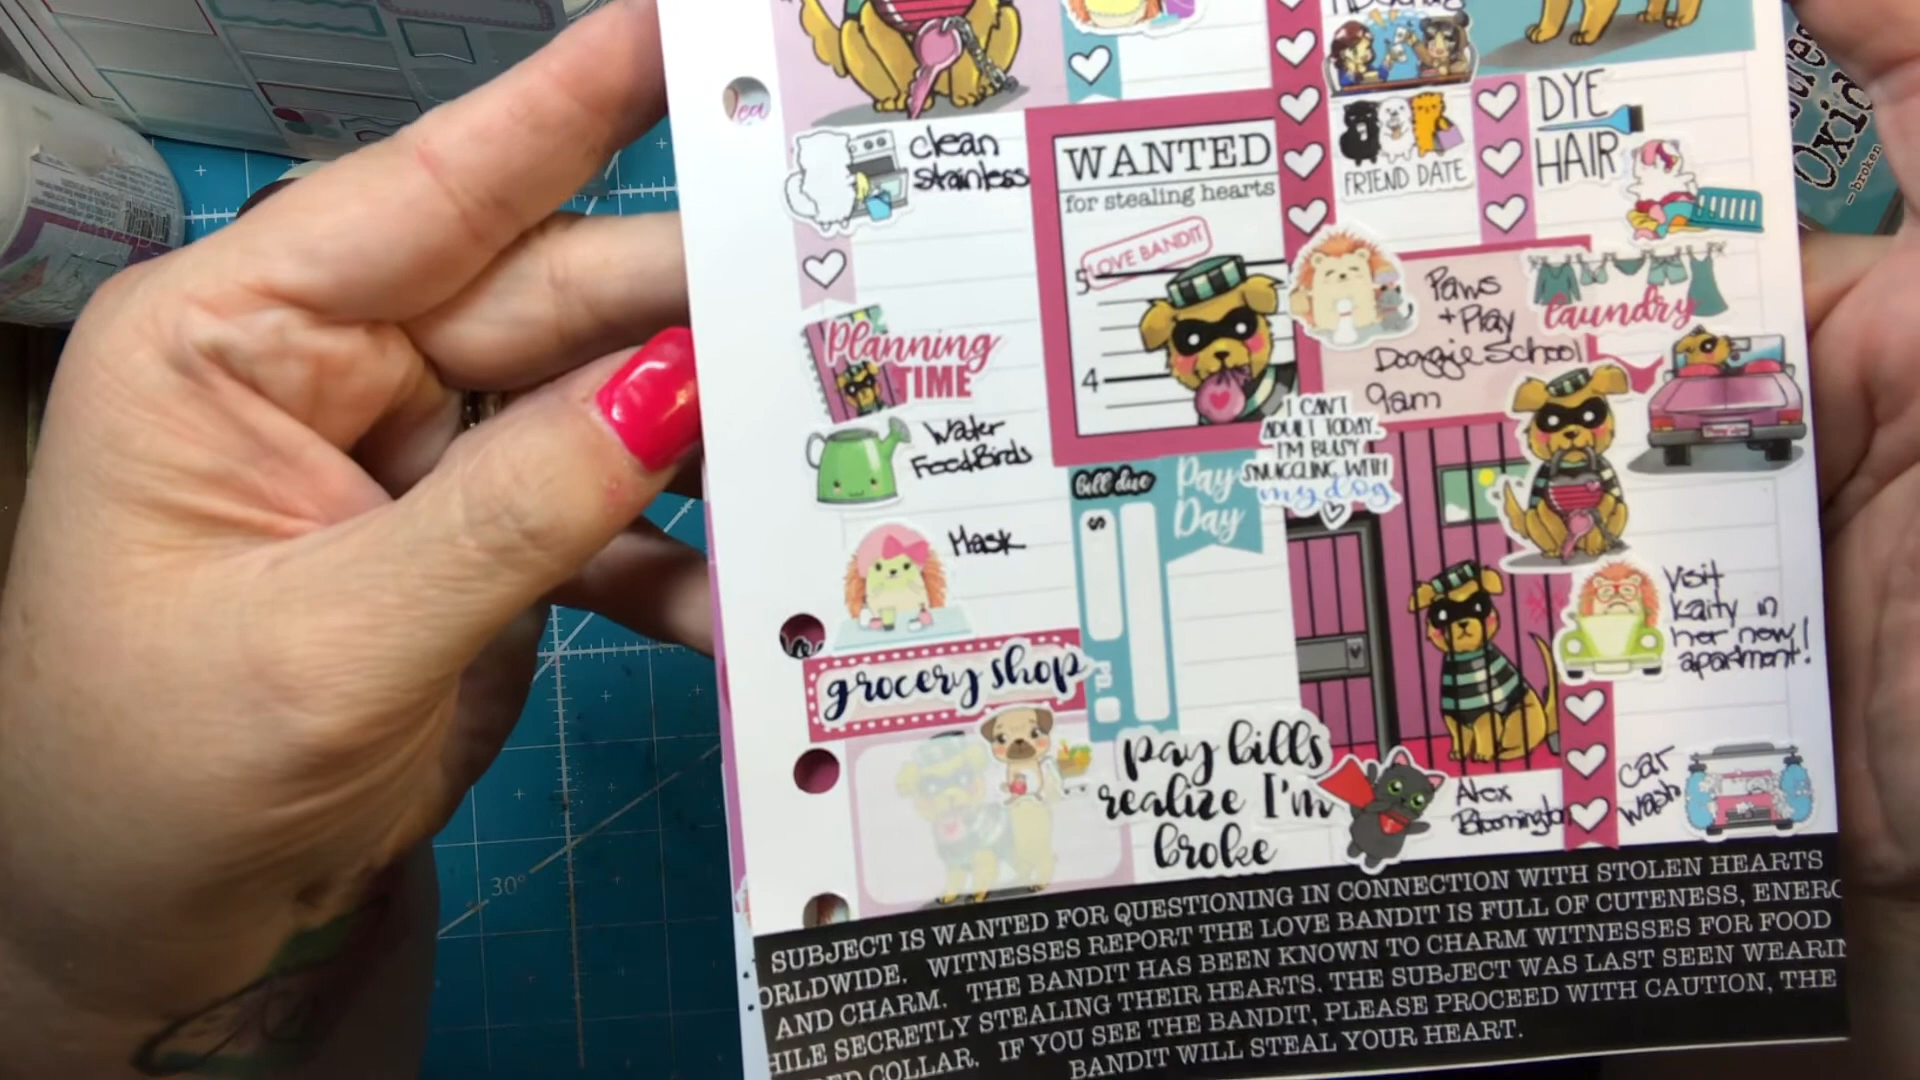 clean
stainless
Planning
TIME
Water
Feed Birds
Mask
grocery shop
WANTED
for stealing hearts
LOVE BANDIT
5
4
bill due
$
Pay
Day
I CAN'T
ADULT TODAY.
I'M BUSY
SNUGGLING WITH
my dog
pay bills
realize I'm
broke
FRIEND DATE
DYE
HAIR
Paws
+ Play
Doggie School
9am
laundry
Visit
Kaity in
her new
apartment!
Alex
Bloomington
car
wash
Oxide
broken
SUBJECT IS WANTED FOR QUESTIONING IN CONNECTION WITH STOLEN HEARTS
ORLDWIDE. WITNESSES REPORT THE LOVE BANDIT IS FULL OF CUTENESS, ENERG
AND CHARM. THE BANDIT HAS BEEN KNOWN TO CHARM WITNESSES FOR FOOD
HILE SECRETLY STEALING THEIR HEARTS. THE SUBJECT WAS LAST SEEN WEARIN
RED COLLAR. IF YOU SEE THE BANDIT, PLEASE PROCEED WITH CAUTION, THE
BANDIT WILL STEAL YOUR HEART.
30°